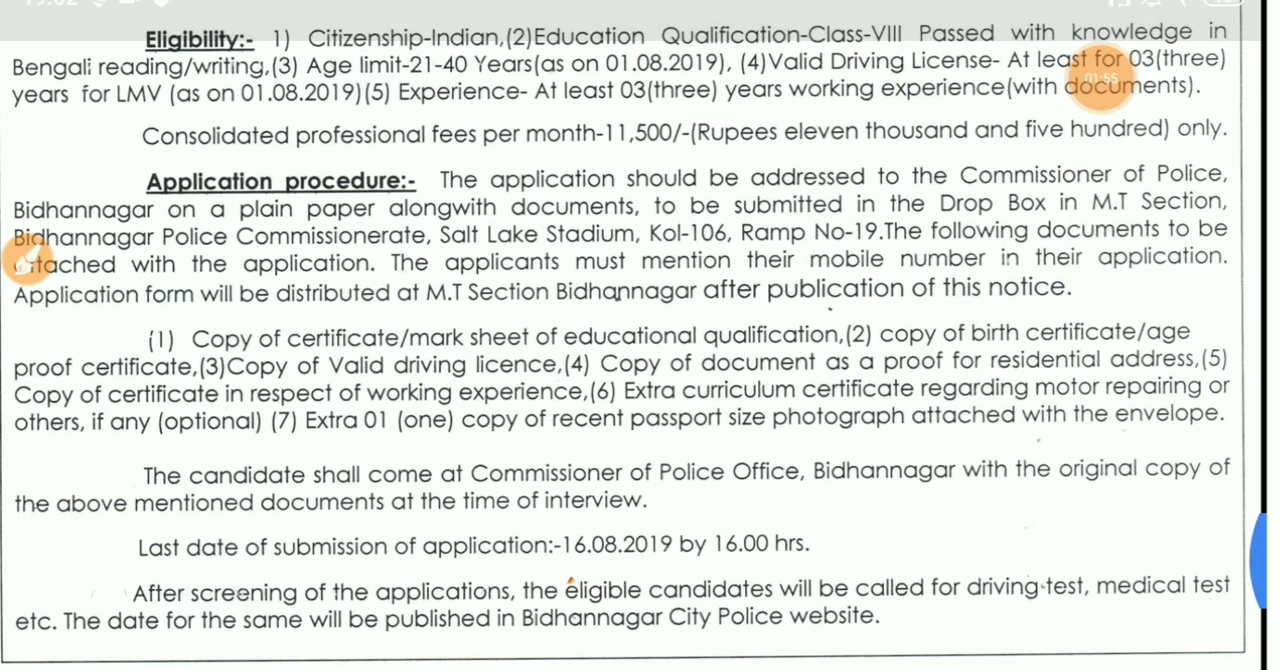 19:02
Eligibility:- 1) Citizenship-Indian,(2)Education Qualification-Class-VIII Passed with knowledge in
Bengali reading/writing,(3) Age limit-21-40 Years(as on 01.08.2019), (4)Valid Driving License- At least for 03(three)
01:55
years for LMV (as on 01.08.2019)(5) Experience- At least 03(three) years working experience(with documents).
Consolidated professional fees per month-11,500/-(Rupees eleven thousand and five hundred) only.
Application procedure:- The application should be addressed to the Commissioner of Police,
Bidhannagar on a plain paper alongwith documents, to be submitted in the Drop Box in M.T Section,
Bidhannagar Police Commissionerate, Salt Lake Stadium, Kol-106, Ramp No-19.The following documents to be
attached with the application. The applicants must mention their mobile number in their application.
Application form will be distributed at M.T Section Bidhannagar after publication of this notice.
(1) Copy of certificate/mark sheet of educational qualification,(2) copy of birth certificate/age
proof certificate,(3)Copy of Valid driving licence,(4) Copy of document as a proof for residential address,(5)
Copy of certificate in respect of working experience,(6) Extra curriculum certificate regarding motor repairing or
others, if any (optional) (7) Extra 01 (one) copy of recent passport size photograph attached with the envelope.
The candidate shall come at Commissioner of Police Office, Bidhannagar with the original copy of
the above mentioned documents at the time of interview.
Last date of submission of application:-16.08.2019 by 16.00 hrs.
After screening of the applications, the eligible candidates will be called for driving-test, medical test
etc. The date for the same will be published in Bidhannagar City Police website.